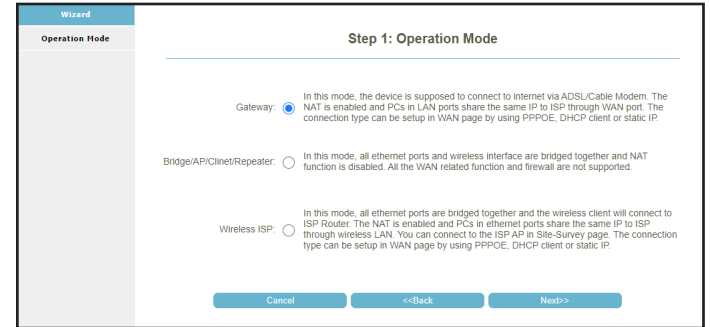 Wizard
Operation Mode
Step 1: Operation Mode
Gateway:
In this mode, the device is supposed to connect to internet via ADSL/Cable Modem. The
NAT is enabled and PCs in LAN ports share the same IP to ISP through WAN port. The
connection type can be setup in WAN page by using PPPOE, DHCP client or static IP.
Bridge/AP/Clinet/Repeater:
In this mode, all ethernet ports and wireless interface are bridged together and NAT
function is disabled. All the WAN related function and firewall are not supported.
Wireless ISP:
In this mode, all ethernet ports are bridged together and the wireless client will connect to
ISP Router. The NAT is enabled and PCs in ethernet ports share the same IP to ISP
through wireless LAN. You can connect to the ISP AP in Site-Survey page. The connection
type can be setup in WAN page by using PPPOE, DHCP client or static IP.
Cancel
<<Back
Next>>